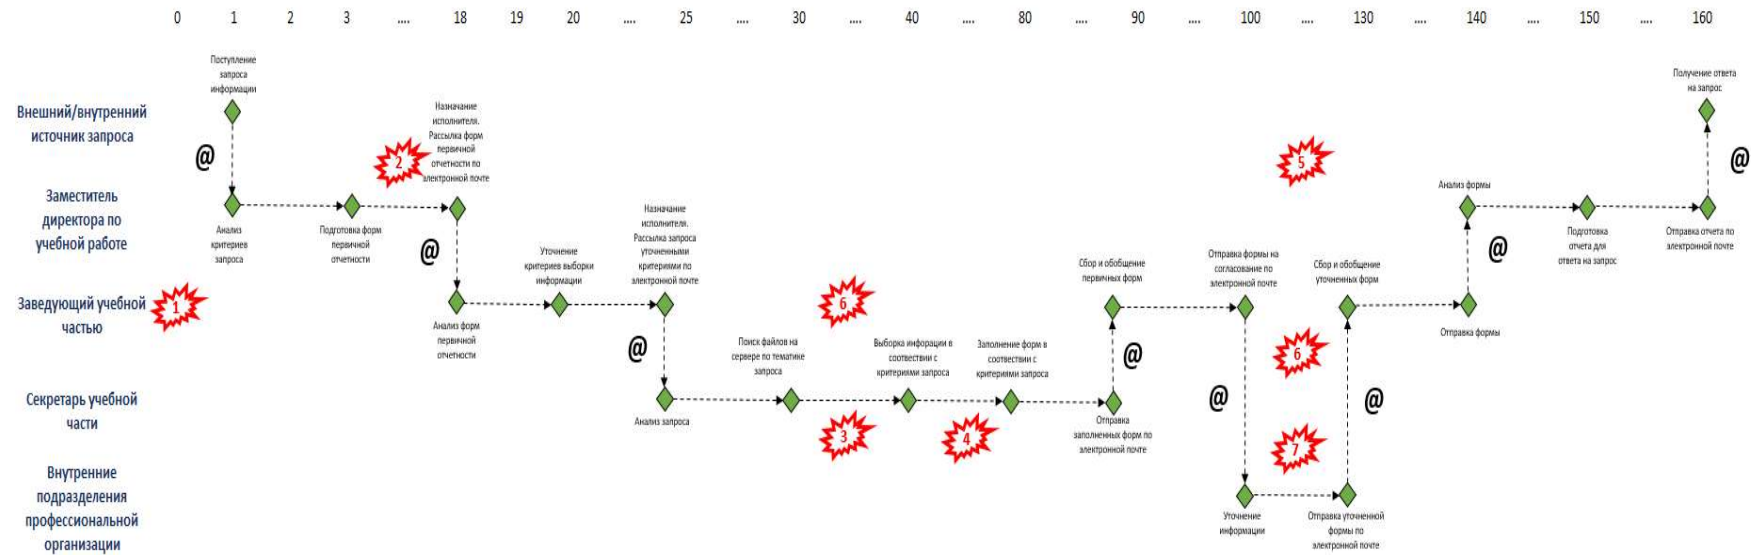 0 1 2 3 .... 18 19 20 .... 25 .... 30 .... 40 .... 80 .... 90 .... 100 .... 130 .... 140 .... 150 .... 160
Внешний/внутренний
источник запроса
Поступление
запроса
информации
@
2
Назначание
исполнителя.
Рассылка форм
первичной
отчетности по
электронной почте
5
Получение ответа
на запрос
@
Заместитель
директора по
учебной работе
Анализ
критериев
запроса
Подготовка форм
первичной
отчетности
@
Назначание
исполнителя.
Рассылка запроса
уточненными
критериями по
электронной почте
Анализ формы
@
Подготовка
отчета для
ответа на запрос
Отправка отчета по
электронной почте
Заведующий учебной
частью
1
Анализ форм
первичной
отчетности
Уточнение
критериев выборки
информации
@
6
Сбор и обобщение
первичных форм
@
Отправка формы на
согласование по
электронной почте
Сбор и обобщение
уточненных форм
6
Отправка формы
Секретарь учебной
части
Анализ запроса
Поиск файлов на
сервере по тематике
запроса
3
Выборка инфорации в
соотвествии с
критериями запроса
4
Заполнение форм в
соотвествии с
критериями запроса
Отправка
заполненных форм по
электронной почте
@
@
7
Внутренние
подразделения
профессиональной
организации
Уточнение
информации
Отправка уточненной
формы по
электронной почте